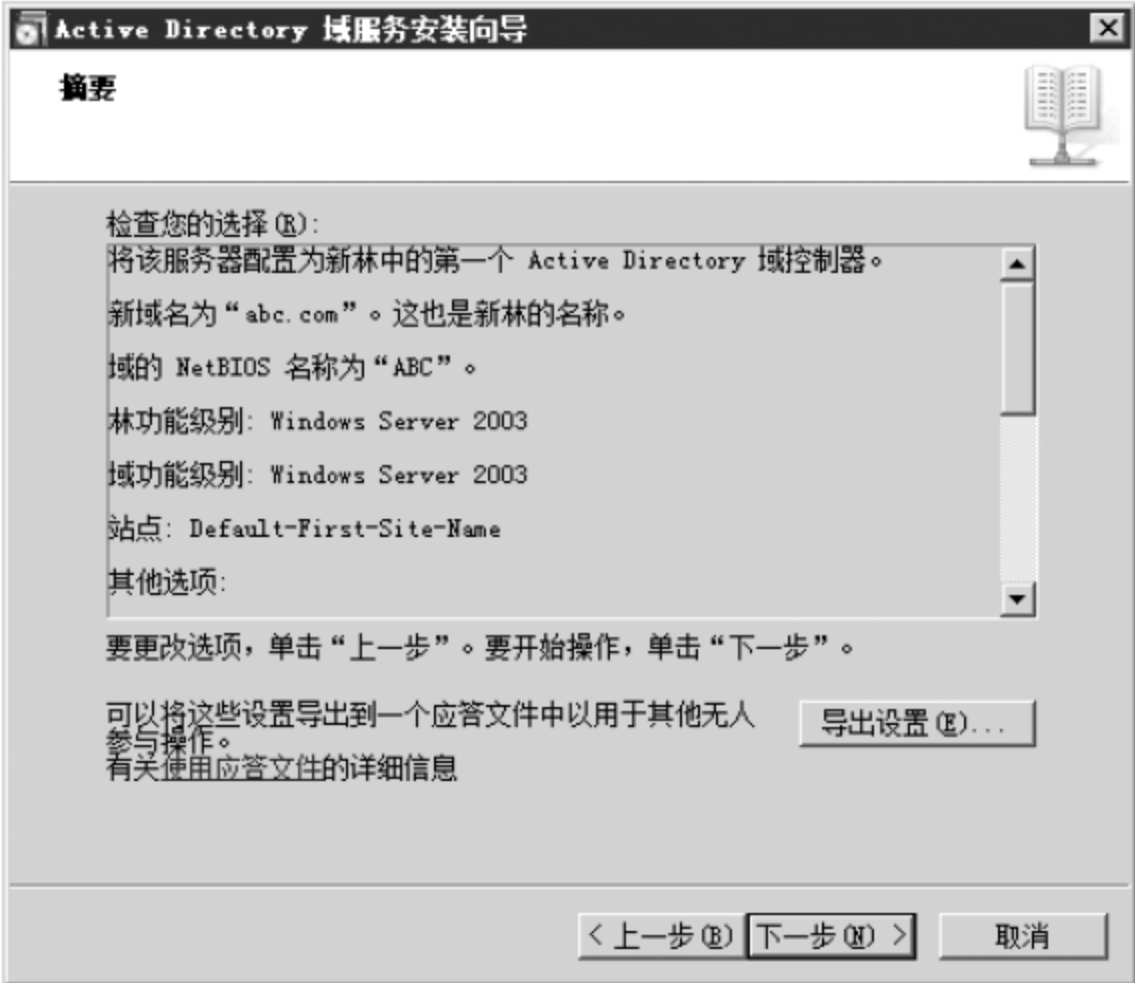 Active Directory 域服务安装向导
摘要
检查您的选择(R):
将该服务器配置为新林中的第一个 Active Directory 域控制器。
新域名为“abc.com”。这也是新林的名称。
域的 NetBIOS 名称为“ABC”。
林功能级别: Windows Server 2003
域功能级别: Windows Server 2003
站点: Default-First-Site-Name
其他选项:
要更改选项，单击“上一步”。要开始操作，单击“下一步”。
可以将这些设置导出到一个应答文件中以用于其他无人
参与操作。
导出设置(E)...
有关使用应答文件的详细信息
< 上一步(B) 下一步(N) > 取消